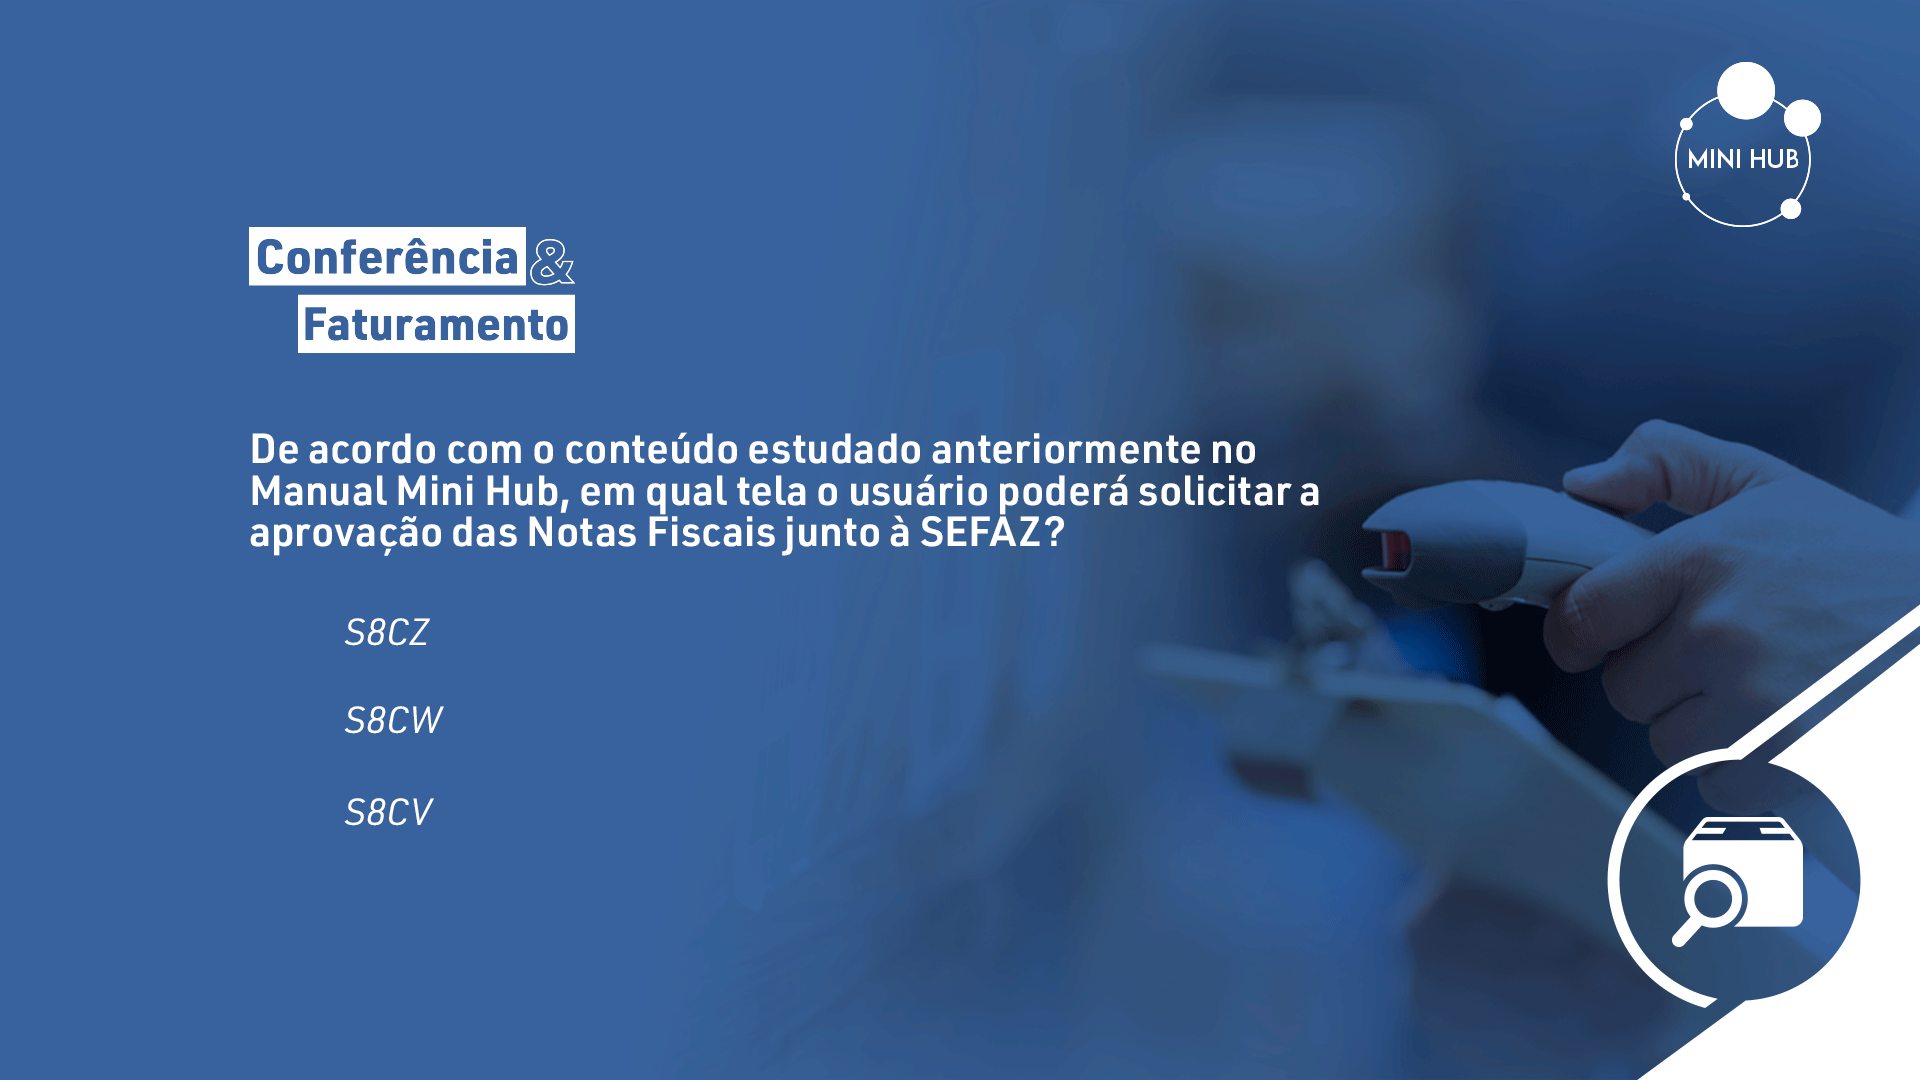 MINI HUB
Conferência &
Faturamento
De acordo com o conteúdo estudado anteriormente no
Manual Mini Hub, em qual tela o usuário poderá solicitar a
aprovação das Notas Fiscais junto à SEFAZ?
S8CZ
S8CW
S8CV